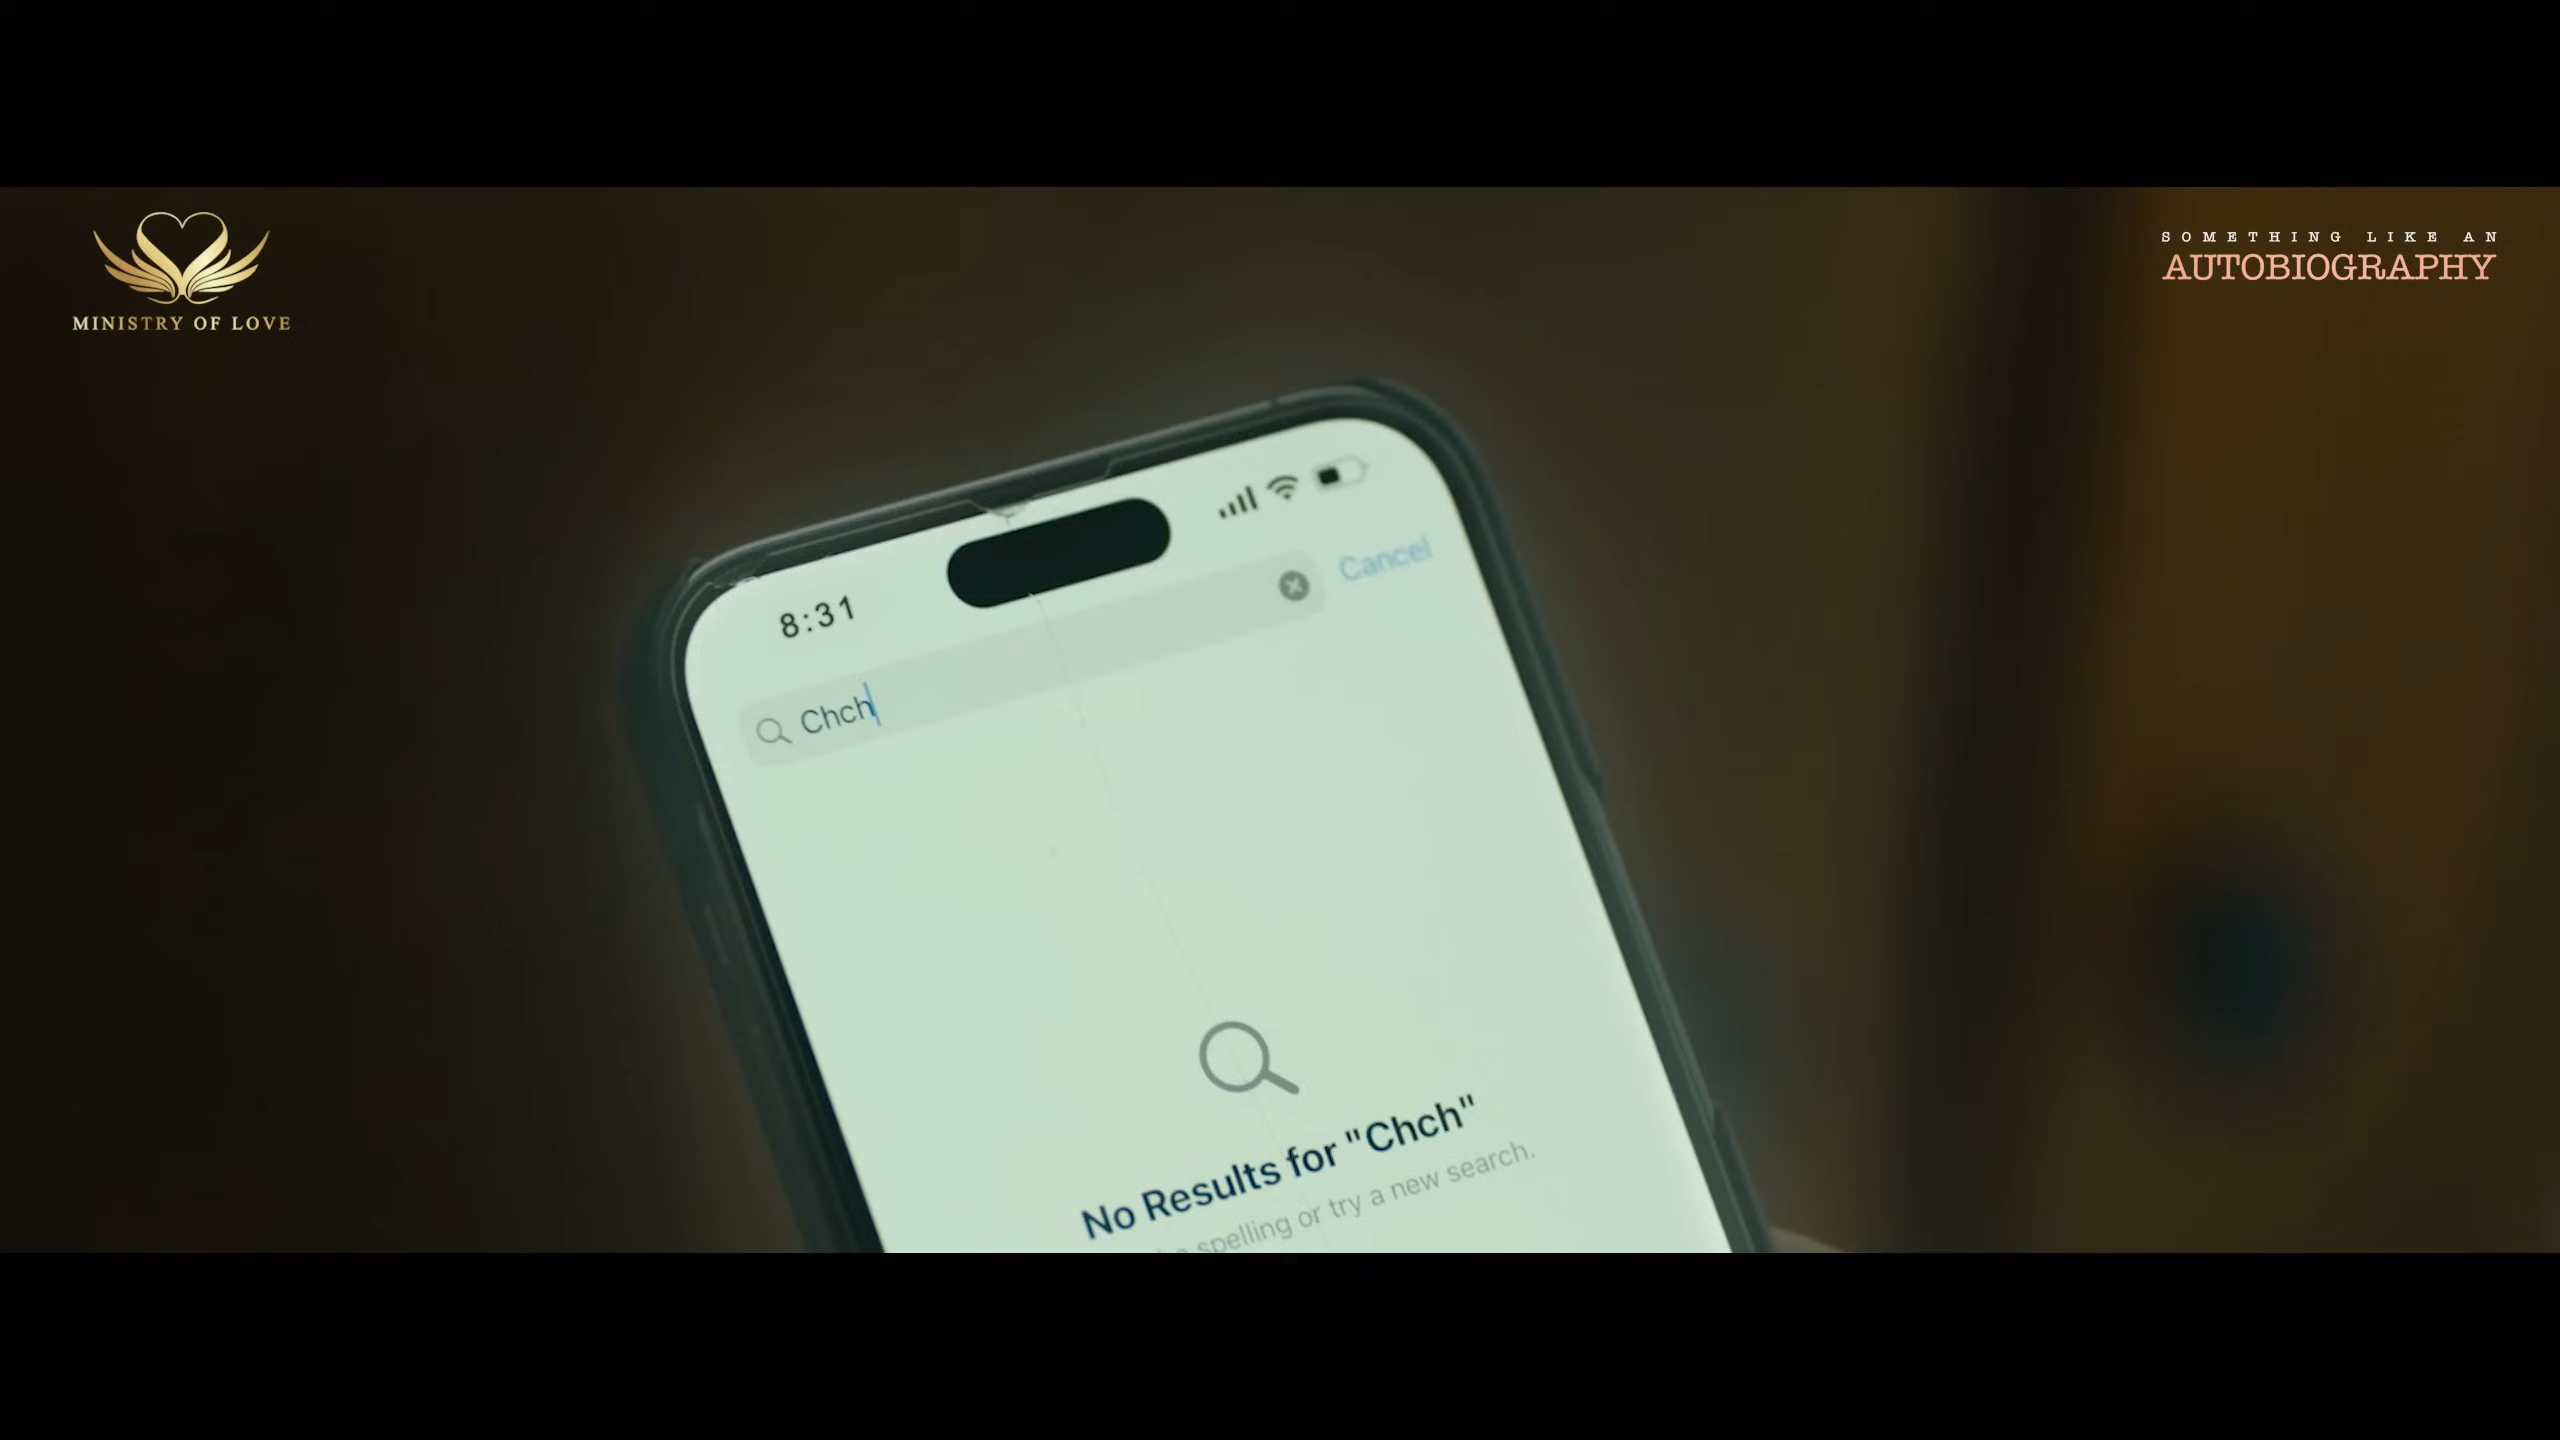 MINISTRY OF LOVE
SOMETHING LIKE AN
AUTOBIOGRAPHY
8:31
Cancel
Chch
No Results for "Chch"
spelling or try a new search.